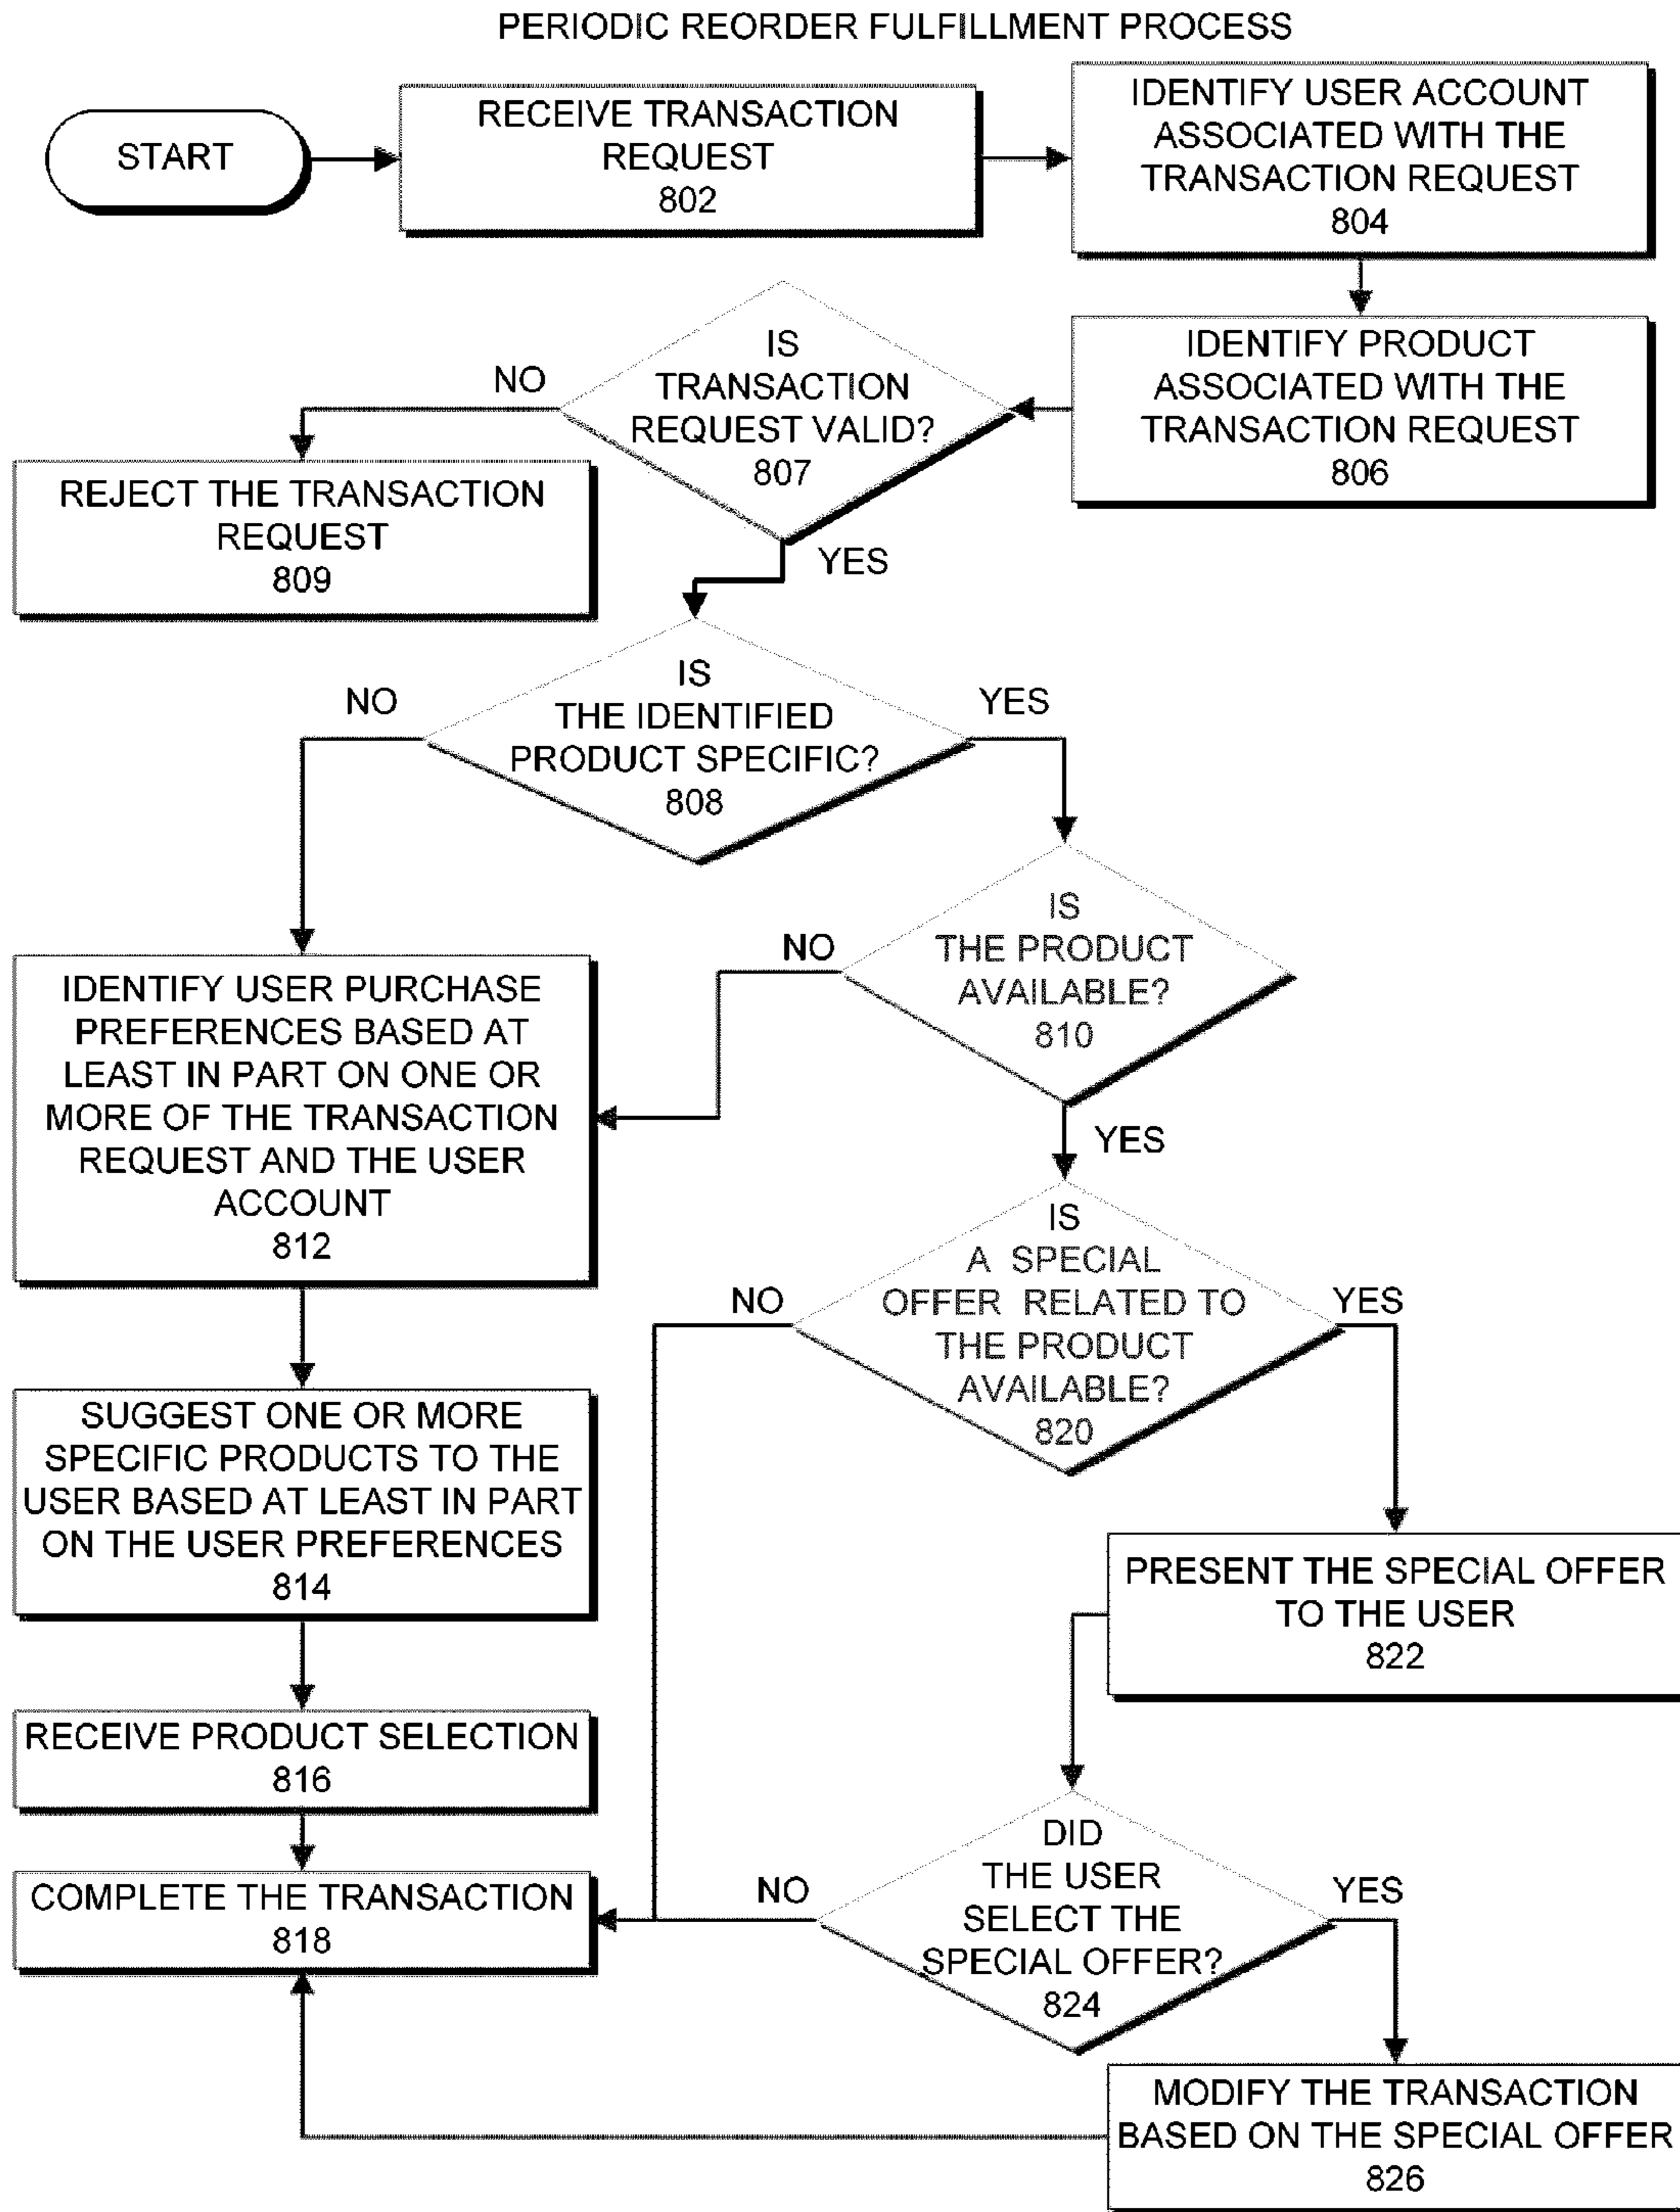 PERIODIC REORDER FULFILLMENT PROCESS
START
RECEIVE TRANSACTION
REQUEST
802
IDENTIFY USER ACCOUNT
ASSOCIATED WITH THE
TRANSACTION REQUEST
804
IDENTIFY PRODUCT
ASSOCIATED WITH THE
TRANSACTION REQUEST
806
IS
TRANSACTION
REQUEST VALID?
807
NO
YES
REJECT THE TRANSACTION
REQUEST
809
IS
THE IDENTIFIED
PRODUCT SPECIFIC?
808
NO
YES
IS
THE PRODUCT
AVAILABLE?
810
NO
YES
IDENTIFY USER PURCHASE
PREFERENCES BASED AT
LEAST IN PART ON ONE OR
MORE OF THE TRANSACTION
REQUEST AND THE USER
ACCOUNT
812
IS
A SPECIAL
OFFER RELATED TO
THE PRODUCT
AVAILABLE?
820
NO
YES
SUGGEST ONE OR MORE
SPECIFIC PRODUCTS TO THE
USER BASED AT LEAST IN PART
ON THE USER PREFERENCES
814
PRESENT THE SPECIAL OFFER
TO THE USER
822
RECEIVE PRODUCT SELECTION
816
COMPLETE THE TRANSACTION
818
DID
THE USER
SELECT THE
SPECIAL OFFER?
824
NO
YES
MODIFY THE TRANSACTION
BASED ON THE SPECIAL OFFER
826